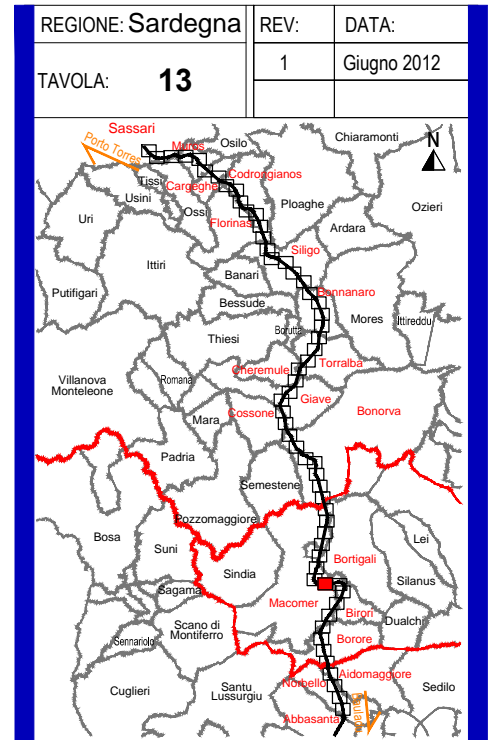 REGIONE: Sardegna
REV:
DATA:
TAVOLA: 13
1
Giugno 2012
Sassari
Porto Torres
Muros
Osilo
Chiaramonti
N
Tissi
Cargeghe
Codrongianos
Usini
Ossi
Ploaghe
Ozieri
Uri
Florinas
Ardara
Siligo
Ittiri
Banari
Bonnanaro
Putifigari
Bessude
Mores
Ittireddu
Borutta
Thiesi
Torralba
Cheremule
Villanova
Monteleone
Romana
Giave
Cossone
Bonorva
Mara
Padria
Semestene
Pozzomaggiore
Bosa
Suni
Lei
Bortigali
Sindia
Silanus
Sagama
Macomer
Birori
Dualchi
Scano di
Montiferro
Sennariolo
Borore
Aidomaggiore
Norbello
Cuglieri
Santu
Lussurgiu
Sedilo
Abbasanta